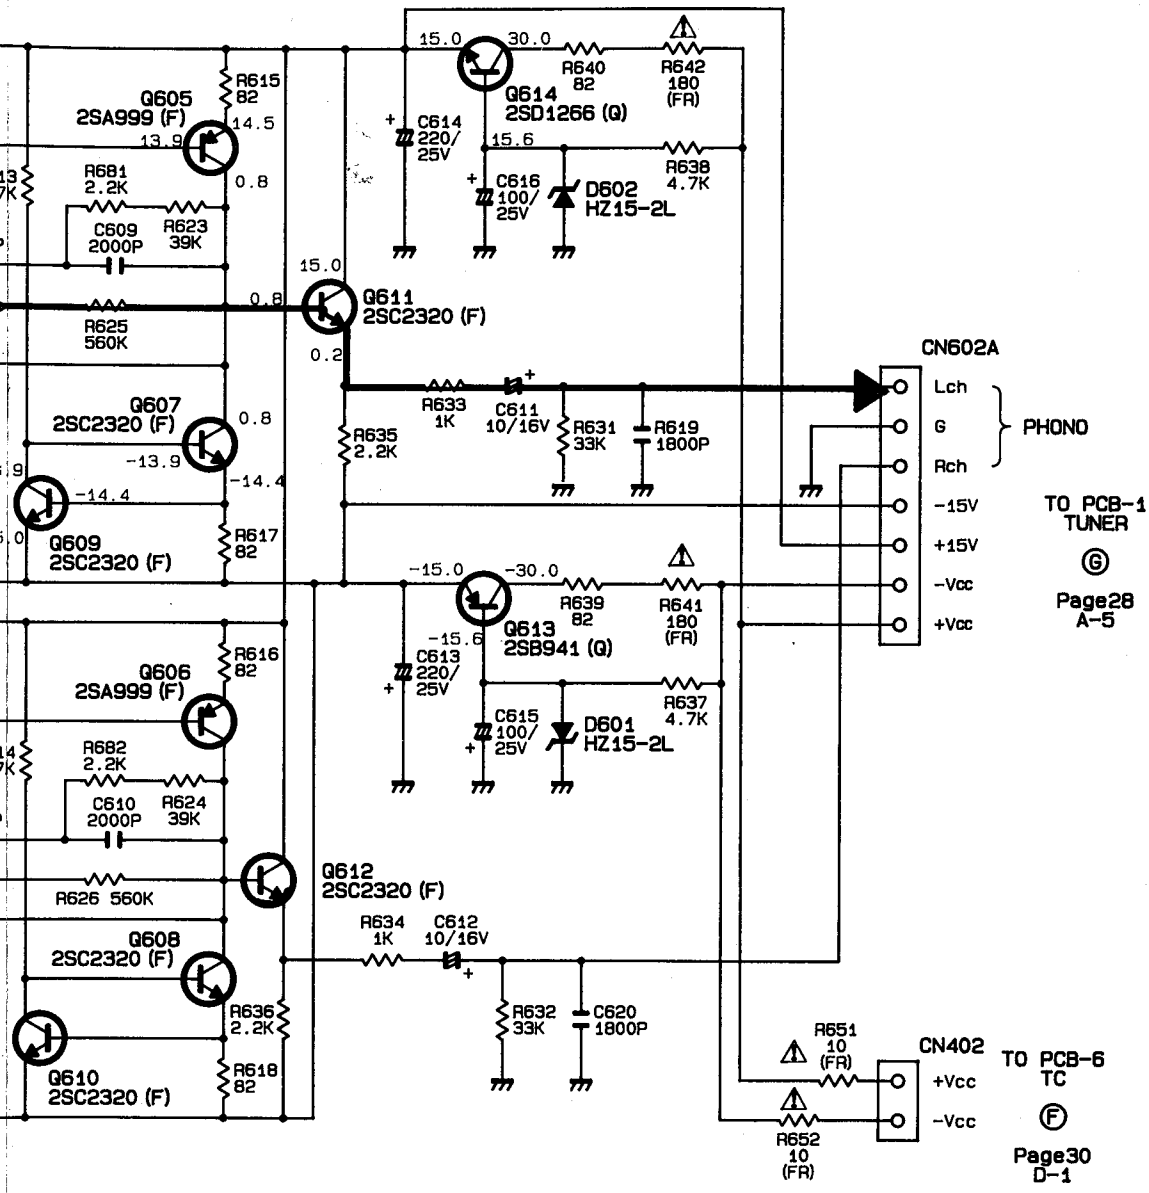 15.0
30.0
R640
82
R642
180
(FR)
Q614
2SD1266 (Q)
R615
82
Q605
2SA999 (F)
14.5
13.9
0.8
+
C614
220/
25V
15.6
R638
4.7K
+
C616
100/
25V
D602
HZ15-2L
R681
2.2K
R623
39K
C609
2000P
15.0
0.8
Q611
2SC2320 (F)
R625
560K
0.2
CN602A
Lch
G
Rch
-15V
+15V
-Vcc
+Vcc
PHONO
TO PCB-1
TUNER
G
Page28
A-5
R633
1K
+
C611
10/16V
R631
33K
R619
1800P
R635
2.2K
Q607
2SC2320 (F)
0.8
-13.9
-14.4
-14.4
Q609
2SC2320 (F)
R617
82
-15.0
-30.0
R639
82
R641
180
(FR)
Q613
2SB941 (Q)
-15.6
+
C613
220/
25V
R637
4.7K
+
C615
100/
25V
D601
HZ15-2L
R616
82
Q606
2SA999 (F)
R682
2.2K
C610
2000P
R624
39K
Q612
2SC2320 (F)
R626 560K
R634
1K
C612
10/16V
+
Q608
2SC2320 (F)
R636
2.2K
R632
33K
C620
1800P
Q610
2SC2320 (F)
R618
82
R651
10
(FR)
R652
10
(FR)
CN402
+Vcc
-Vcc
TO PCB-6
TC
F
Page30
D-1